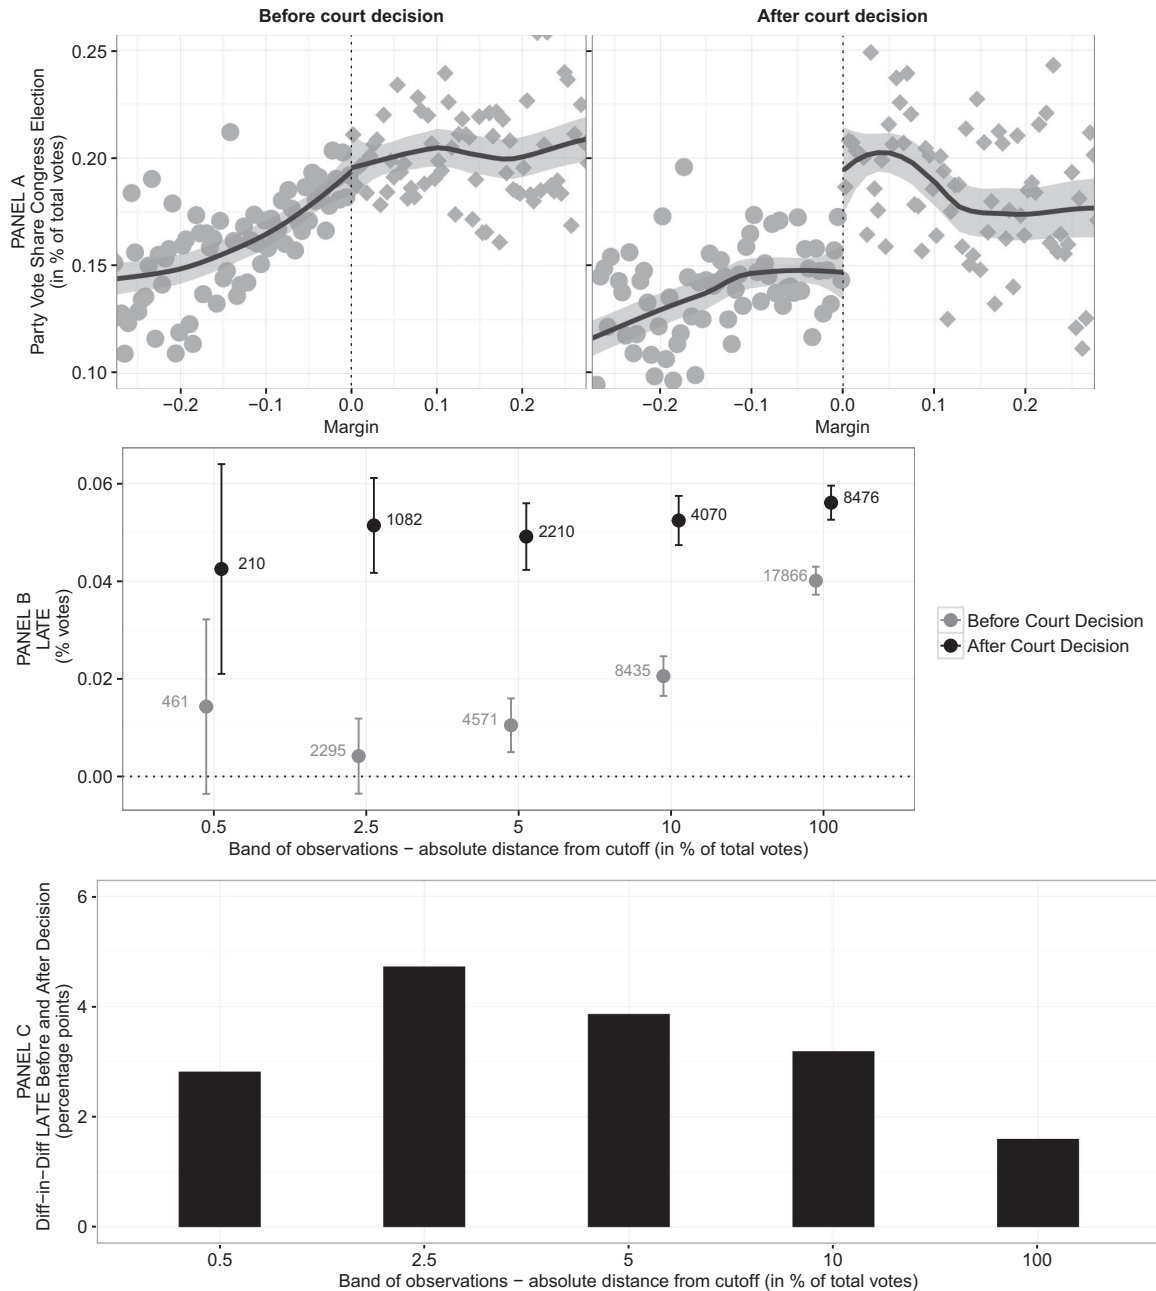 Before court decision
After court decision
PANEL A
Party Vote Share Congress Election
(in % of total votes)
0.25
0.20
0.15
0.10
−0.2 −0.1 0.0 0.1 0.2
−0.2 −0.1 0.0 0.1 0.2
Margin
Margin
PANEL B
LATE
(% votes)
0.06
0.04
0.02
0.00
210
1082
2210
4070
8476
461
2295
4571
8435
17866
0.5 2.5 5 10 100
Band of observations − absolute distance from cutoff (in % of total votes)
Before Court Decision
After Court Decision
PANEL C
Diff−in−Diff LATE Before and After Decision
(percentage points)
6
4
2
0
0.5 2.5 5 10 100
Band of observations − absolute distance from cutoff (in % of total votes)